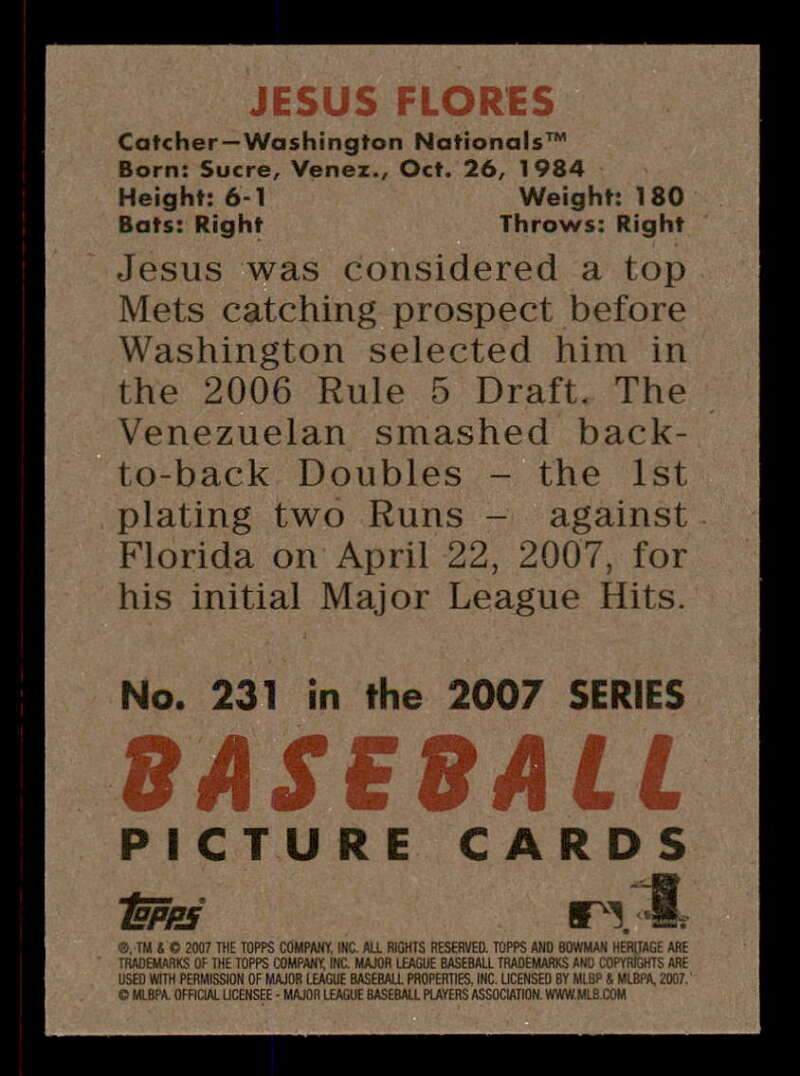 JESUS FLORES
Catcher—Washington Nationals™
Born: Sucre, Venez., Oct. 26, 1984
Height: 6-1 Weight: 180
Bats: Right Throws: Right
Jesus was considered a top
Mets catching prospect before
Washington selected him in
the 2006 Rule 5 Draft. The
Venezuelan smashed back-
to-back Doubles – the 1st
plating two Runs – against
Florida on April 22, 2007, for
his initial Major League Hits.
No. 231 in the 2007 SERIES
BASEBALL
PICTURE CARDS
topps
®, TM & © 2007 THE TOPPS COMPANY, INC. ALL RIGHTS RESERVED. TOPPS AND BOWMAN HERITAGE ARE
TRADEMARKS OF THE TOPPS COMPANY, INC. MAJOR LEAGUE BASEBALL TRADEMARKS AND COPYRIGHTS ARE
USED WITH PERMISSION OF MAJOR LEAGUE BASEBALL PROPERTIES, INC. LICENSED BY MLBP & MLBPA, 2007.
© MLBPA. OFFICIAL LICENSEE - MAJOR LEAGUE BASEBALL PLAYERS ASSOCIATION. WWW.MLB.COM